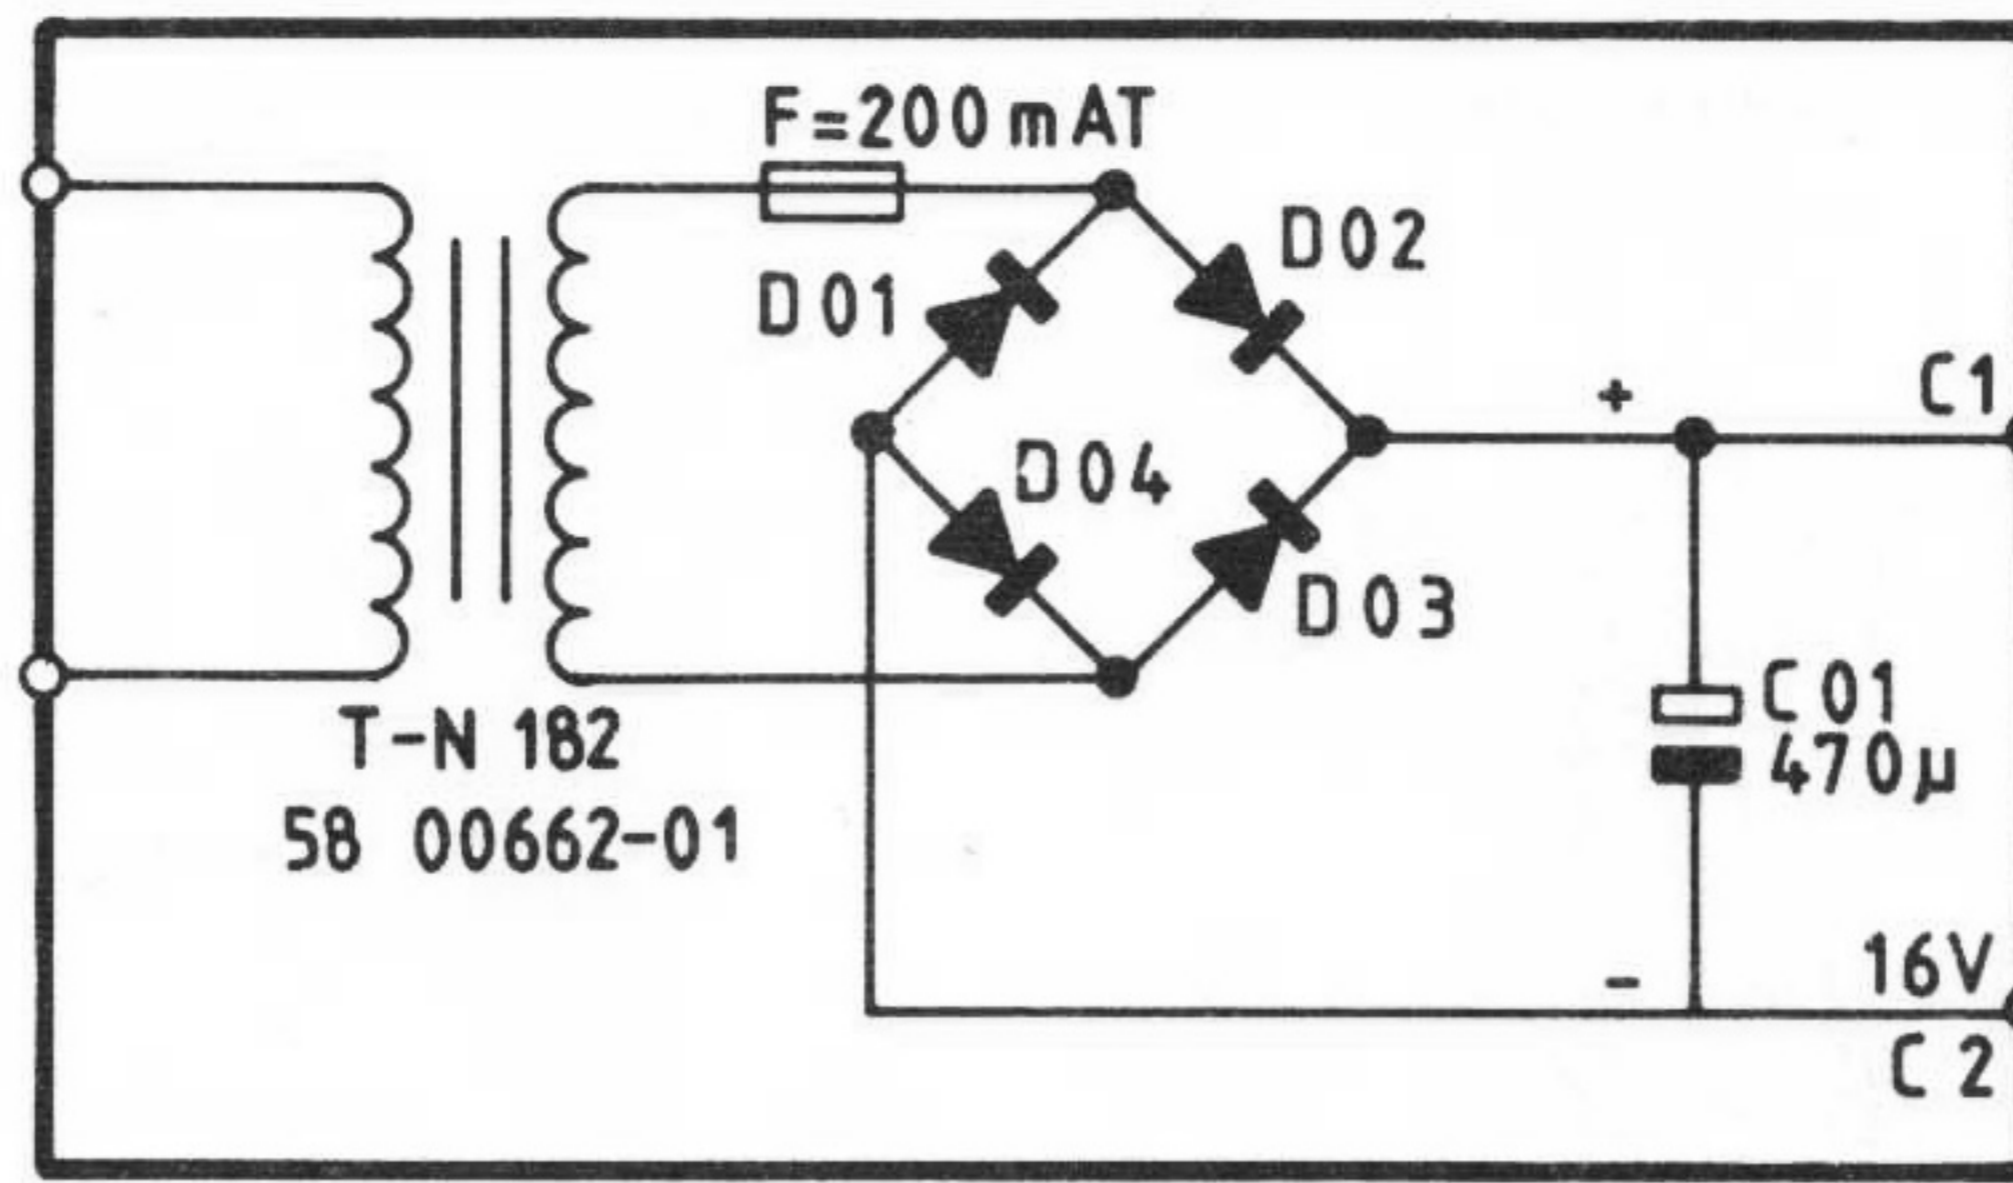 F=200 mAT
D01
D02
+
C1
D04
D03
T-N 182
58 00662-01
C01
470µ
-
16V
C2